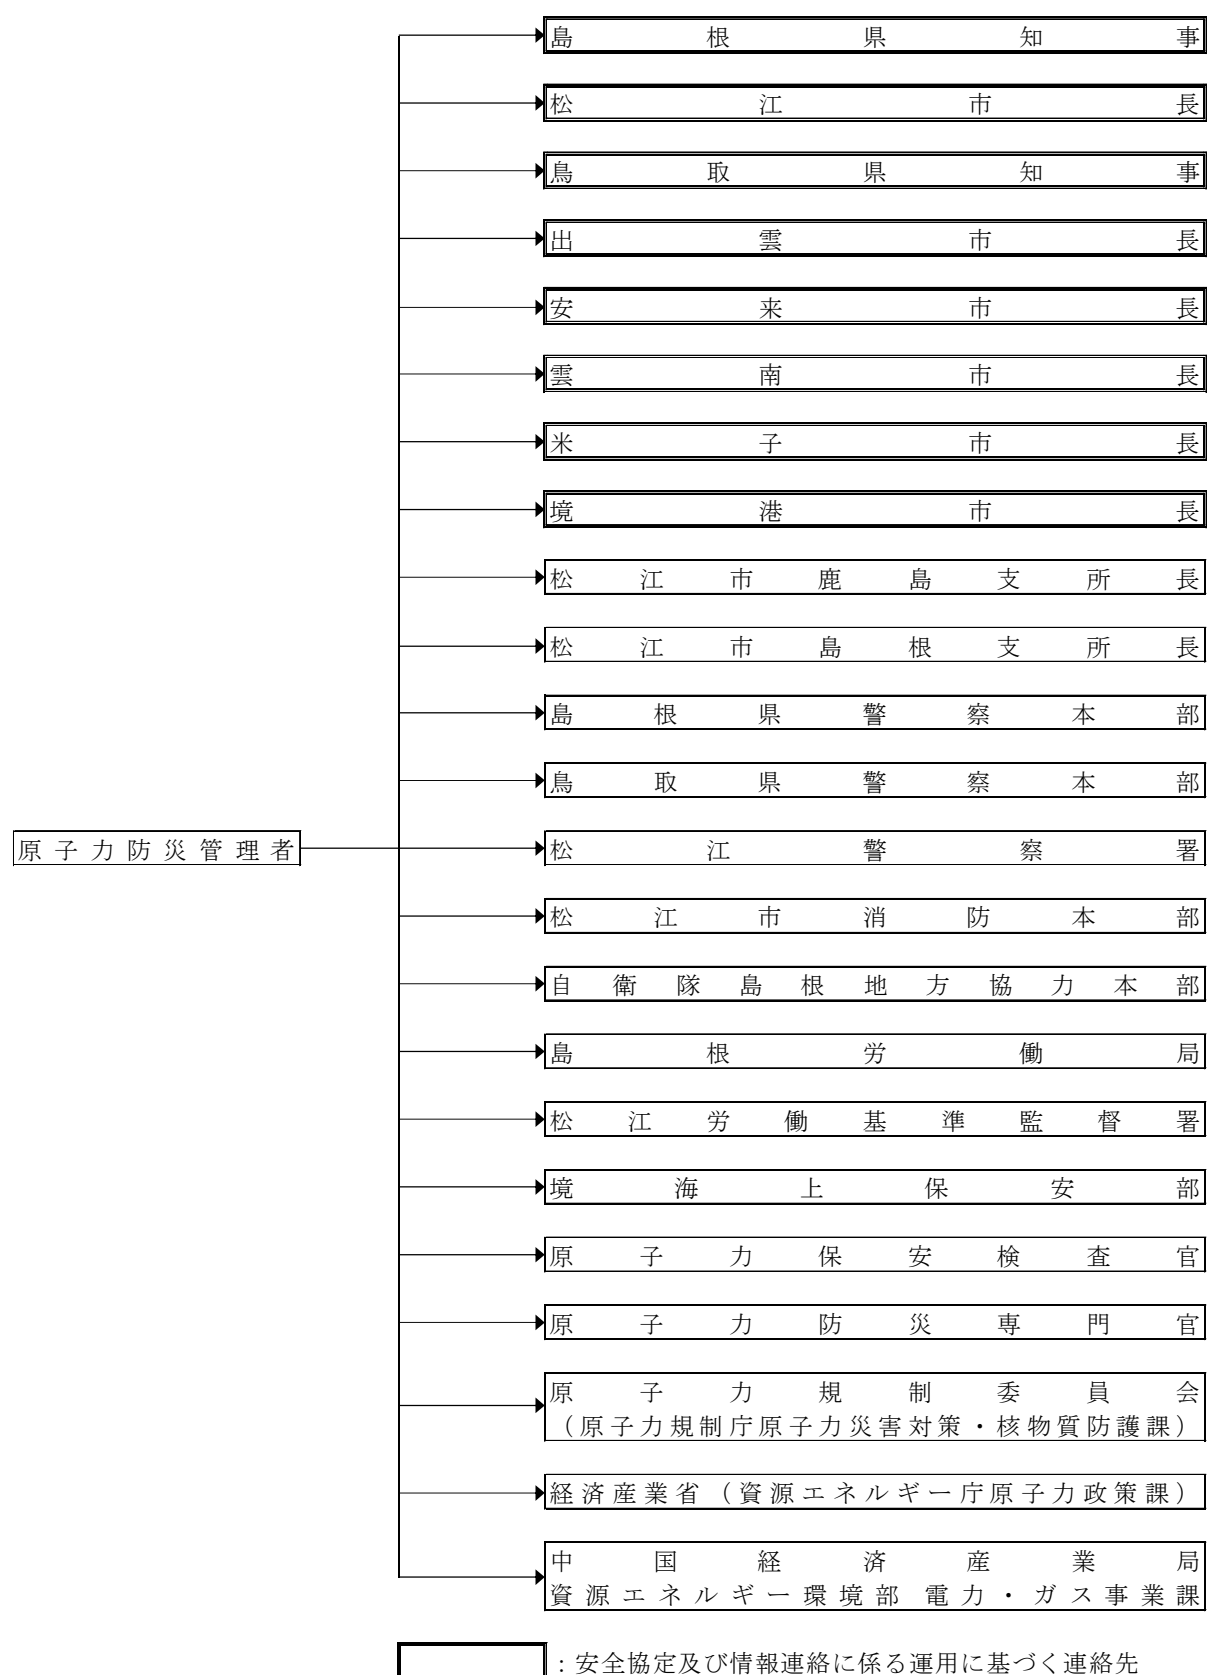 島根県知事
松江市長
鳥取県知事
出雲市長
安来市長
雲南市長
米子市長
境港市長
松江市鹿島支所長
松江市島根支所長
島根県警察本部
鳥取県警察本部
原子力防災管理者
松江警察署
松江市消防本部
自衛隊島根地方協力本部
島根労働局
松江労働基準監督署
境海上保安部
原子力保安検査官
原子力防災専門官
原子力規制委員会
（原子力規制庁原子力災害対策・核物質防護課）
経済産業省（資源エネルギー庁原子力政策課）
中国経済産業局
資源エネルギー環境部 電力・ガス事業課
：安全協定及び情報連絡に係る運用に基づく連絡先